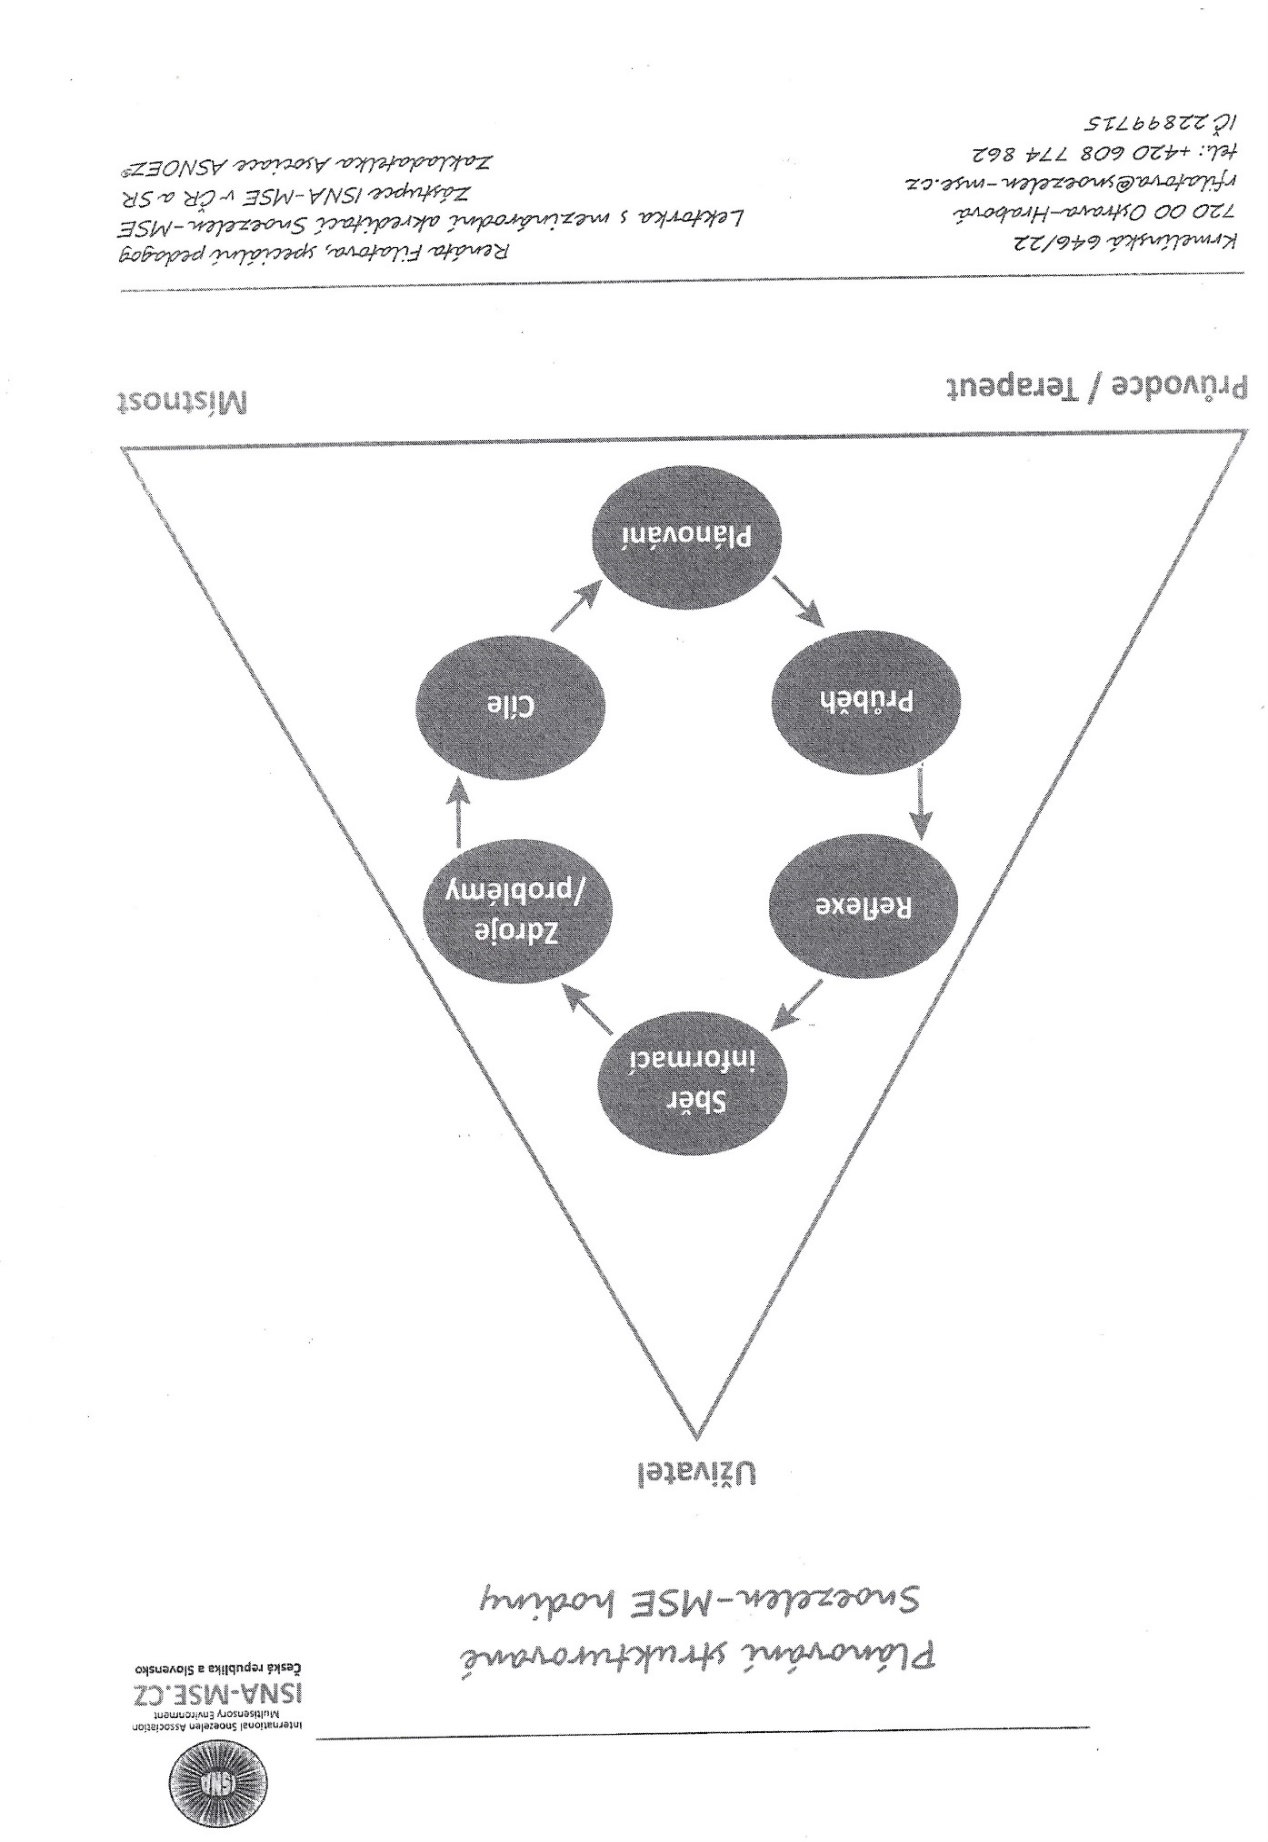 ISNA
International Snoezelen Association
Multisensory Environment
ISNA-MSE.CZ
Česká republika a Slovensko
Plánování strukturované
Snoezelen-MSE hodiny
Uživatel
Sběr
informací
Reflexe
Zdroje
/problémy
Průběh
Cíle
Plánování
Průvodce / Terapeut
Místnost
Krmelínská 646/22
720 00 Ostrava-Hrabová
rfilatova@snoezelen-mse.cz
tel.: +420 608 774 862
IČ 22899715
Renáta Filatova, speciální pedagog
Lektorka s mezinárodní akreditací Snoezelen-MSE
Zástupce ISNA-MSE v ČR a SR
Zakladatelka Asociace ASNOEZ®